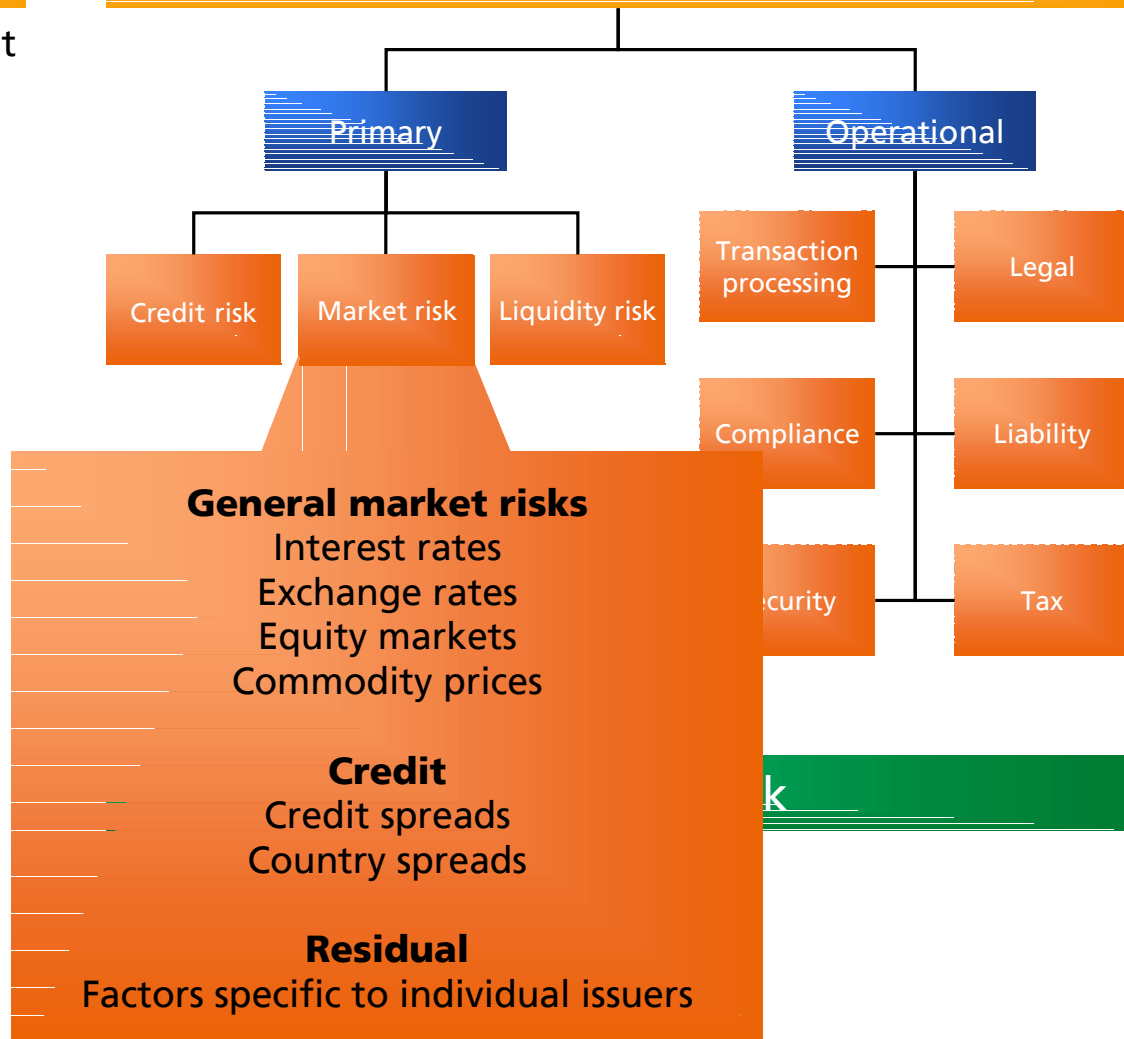 t
Primary
Operational
Transaction
processing
Legal
Credit risk
Market risk
Liquidity risk
Compliance
Liability
General market risks
Interest rates
Exchange rates
Equity markets
Commodity prices
ecurity
Tax
Credit
Credit spreads
Country spreads
k
Residual
Factors specific to individual issuers